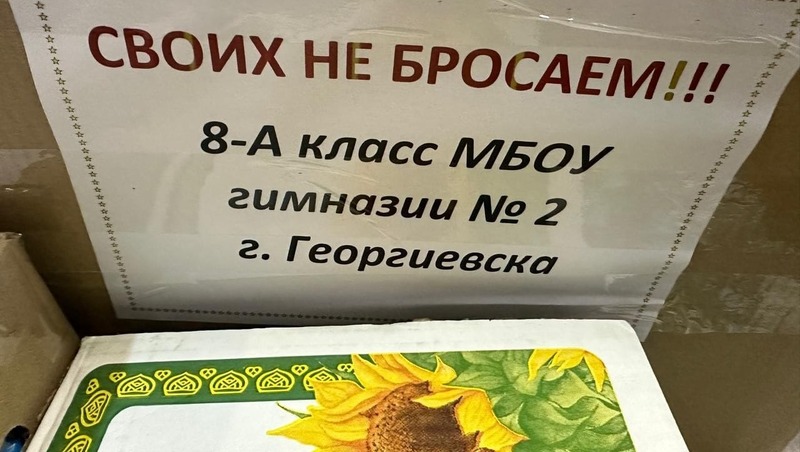 СВОИХ НЕ БРОСАЕМ!!!
8-А класс МБОУ
гимназии № 2
г. Георгиевска